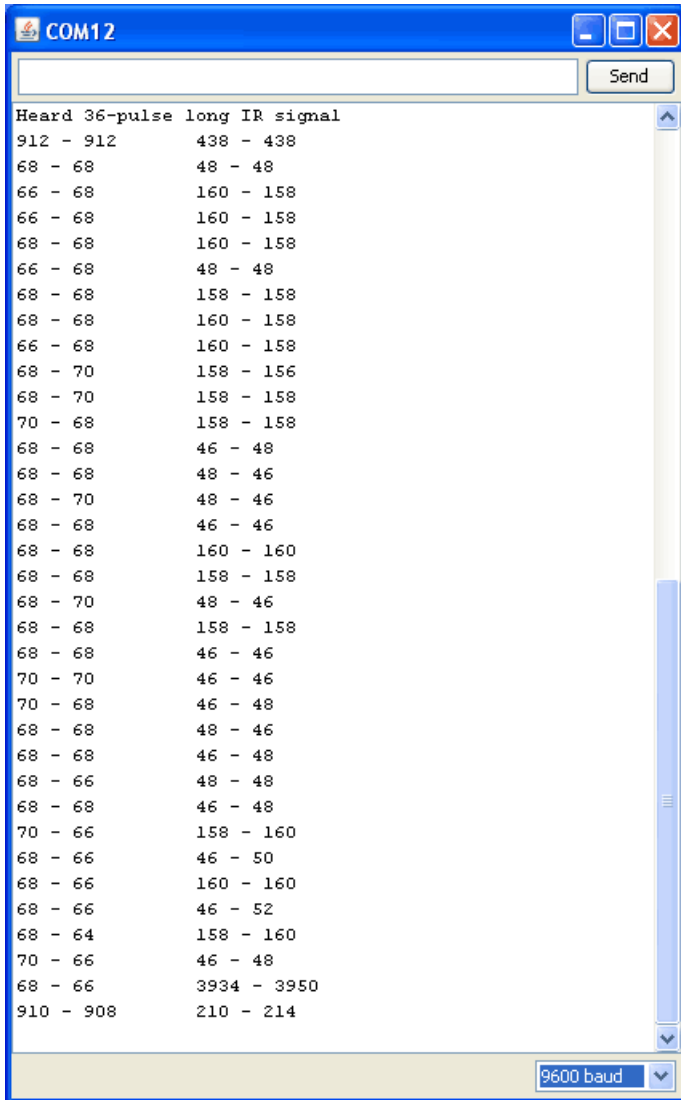 COM12
Send
Heard 36-pulse long IR signal
912 - 912 438 - 438
68 - 68 48 - 48
66 - 68 160 - 158
66 - 68 160 - 158
68 - 68 160 - 158
66 - 68 48 - 48
68 - 68 158 - 158
68 - 68 160 - 158
66 - 68 160 - 158
68 - 70 158 - 156
68 - 70 158 - 158
70 - 68 158 - 158
68 - 68 46 - 48
68 - 68 48 - 46
68 - 70 48 - 46
68 - 68 46 - 46
68 - 68 160 - 160
68 - 68 158 - 158
68 - 70 48 - 46
68 - 68 158 - 158
68 - 68 46 - 46
70 - 70 46 - 46
70 - 68 46 - 48
68 - 68 48 - 46
68 - 68 46 - 48
68 - 66 48 - 48
68 - 68 46 - 48
70 - 66 158 - 160
68 - 66 46 - 50
68 - 66 160 - 160
68 - 66 46 - 52
68 - 64 158 - 160
70 - 66 46 - 48
68 - 66 3934 - 3950
910 - 908 210 - 214
9600 baud